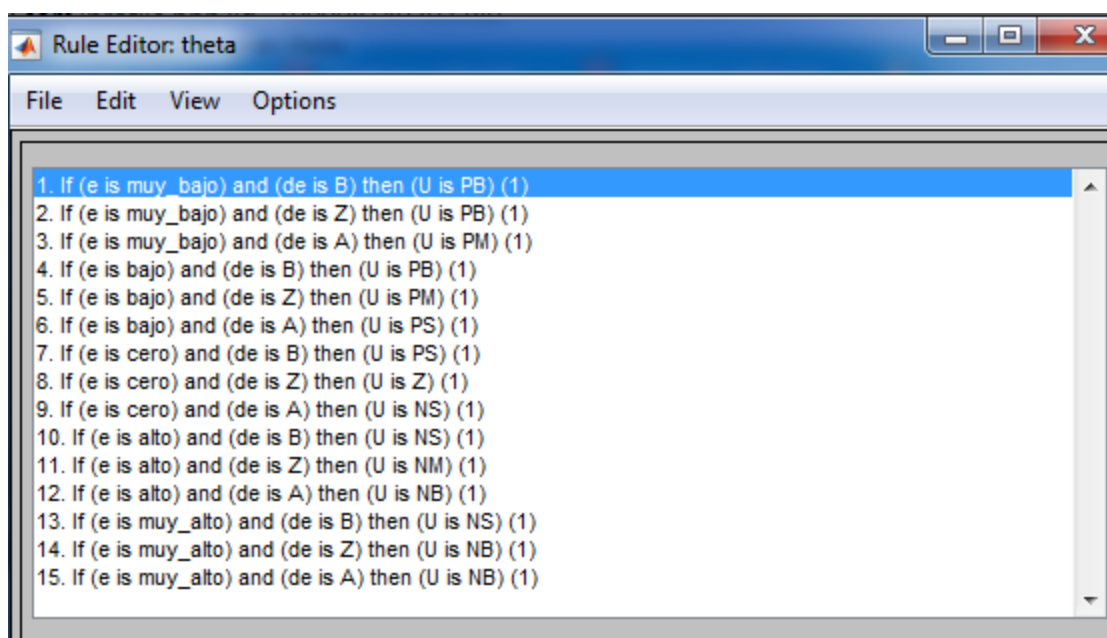 Rule Editor: theta
File Edit View Options
1. If (e is muy_bajo) and (de is B) then (U is PB) (1)
2. If (e is muy_bajo) and (de is Z) then (U is PB) (1)
3. If (e is muy_bajo) and (de is A) then (U is PM) (1)
4. If (e is bajo) and (de is B) then (U is PB) (1)
5. If (e is bajo) and (de is Z) then (U is PM) (1)
6. If (e is bajo) and (de is A) then (U is PS) (1)
7. If (e is cero) and (de is B) then (U is PS) (1)
8. If (e is cero) and (de is Z) then (U is Z) (1)
9. If (e is cero) and (de is A) then (U is NS) (1)
10. If (e is alto) and (de is B) then (U is NS) (1)
11. If (e is alto) and (de is Z) then (U is NM) (1)
12. If (e is alto) and (de is A) then (U is NB) (1)
13. If (e is muy_alto) and (de is B) then (U is NS) (1)
14. If (e is muy_alto) and (de is Z) then (U is NB) (1)
15. If (e is muy_alto) and (de is A) then (U is NB) (1)